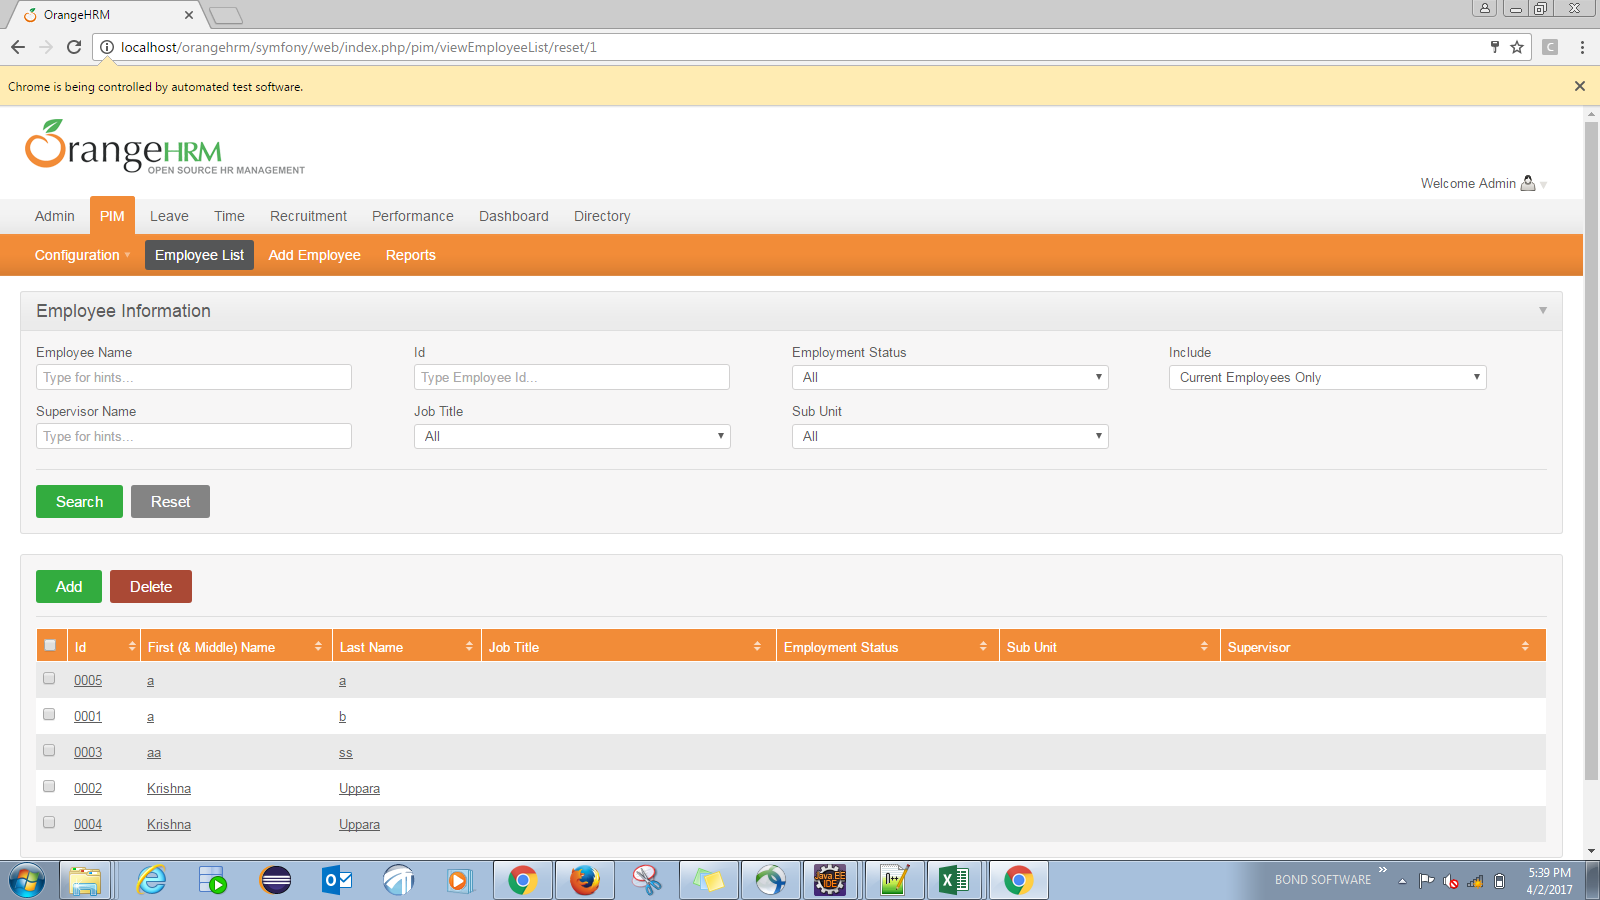 OrangeHRM
localhost/orangehrm/symfony/web/index.php/pim/viewEmployeeList/reset/1
C
Chrome is being controlled by automated test software.
OrangeHRM
OPEN SOURCE HR MANAGEMENT
Welcome Admin
Admin PIM Leave Time Recruitment Performance Dashboard Directory
Configuration Employee List Add Employee Reports
Employee Information
Employee Name Id Employment Status Include
Type for hints... Type Employee Id... All Current Employees Only
Supervisor Name Job Title Sub Unit
Type for hints... All All
Search Reset
Add Delete
Id First (& Middle) Name Last Name Job Title Employment Status Sub Unit Supervisor
0005 a a
0001 a b
0003 aa ss
0002 Krishna Uppara
0004 Krishna Uppara
Java EE
IDE
BOND SOFTWARE
5:39 PM
4/2/2017